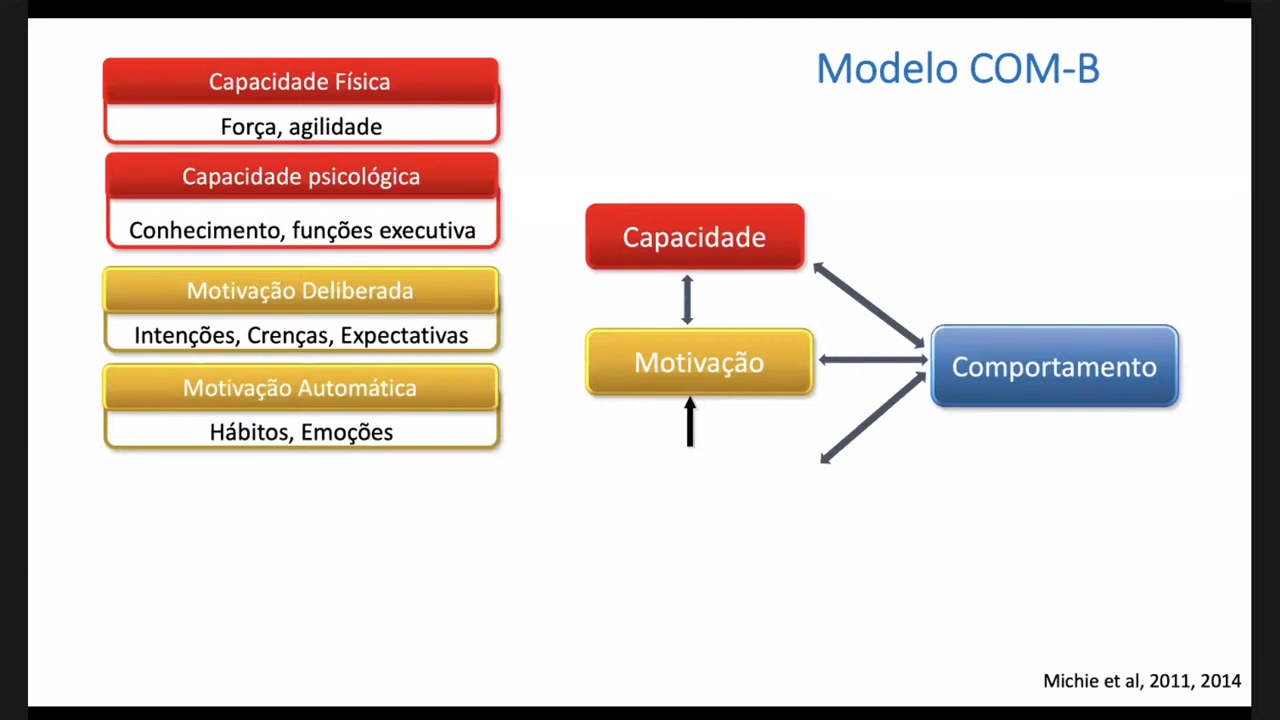 Modelo COM-B
Capacidade Física
Força, agilidade
Capacidade psicológica
Conhecimento, funções executiva
Motivação Deliberada
Intenções, Crenças, Expectativas
Motivação Automática
Hábitos, Emoções
Capacidade
Motivação
Comportamento
Michie et al, 2011, 2014